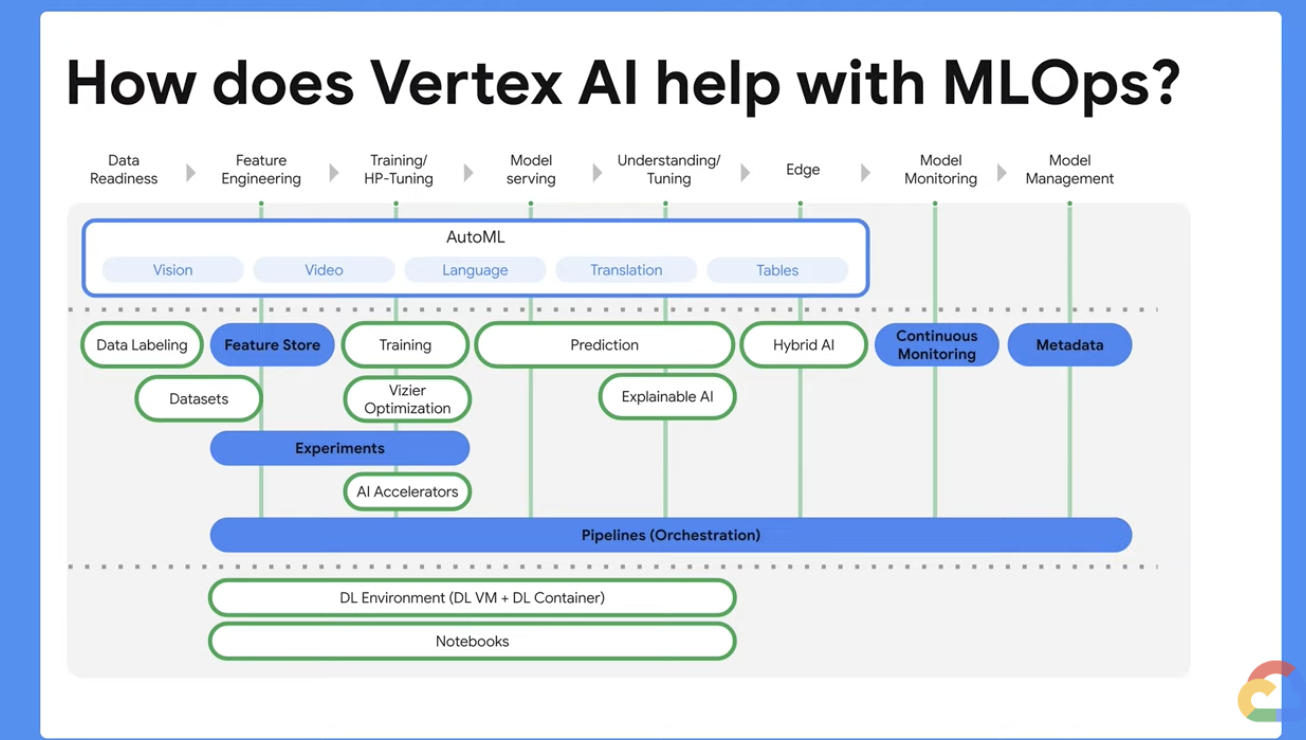 How does Vertex AI help with MLOps?
Data
Readiness
Feature
Engineering
Training/
HP-Tuning
Model
serving
Understanding/
Tuning
Edge
Model
Monitoring
Model
Management
AutoML
Vision
Video
Language
Translation
Tables
Data Labeling
Feature Store
Training
Prediction
Hybrid AI
Continuous
Monitoring
Metadata
Datasets
Vizier
Optimization
Explainable AI
Experiments
AI Accelerators
Pipelines (Orchestration)
DL Environment (DL VM + DL Container)
Notebooks